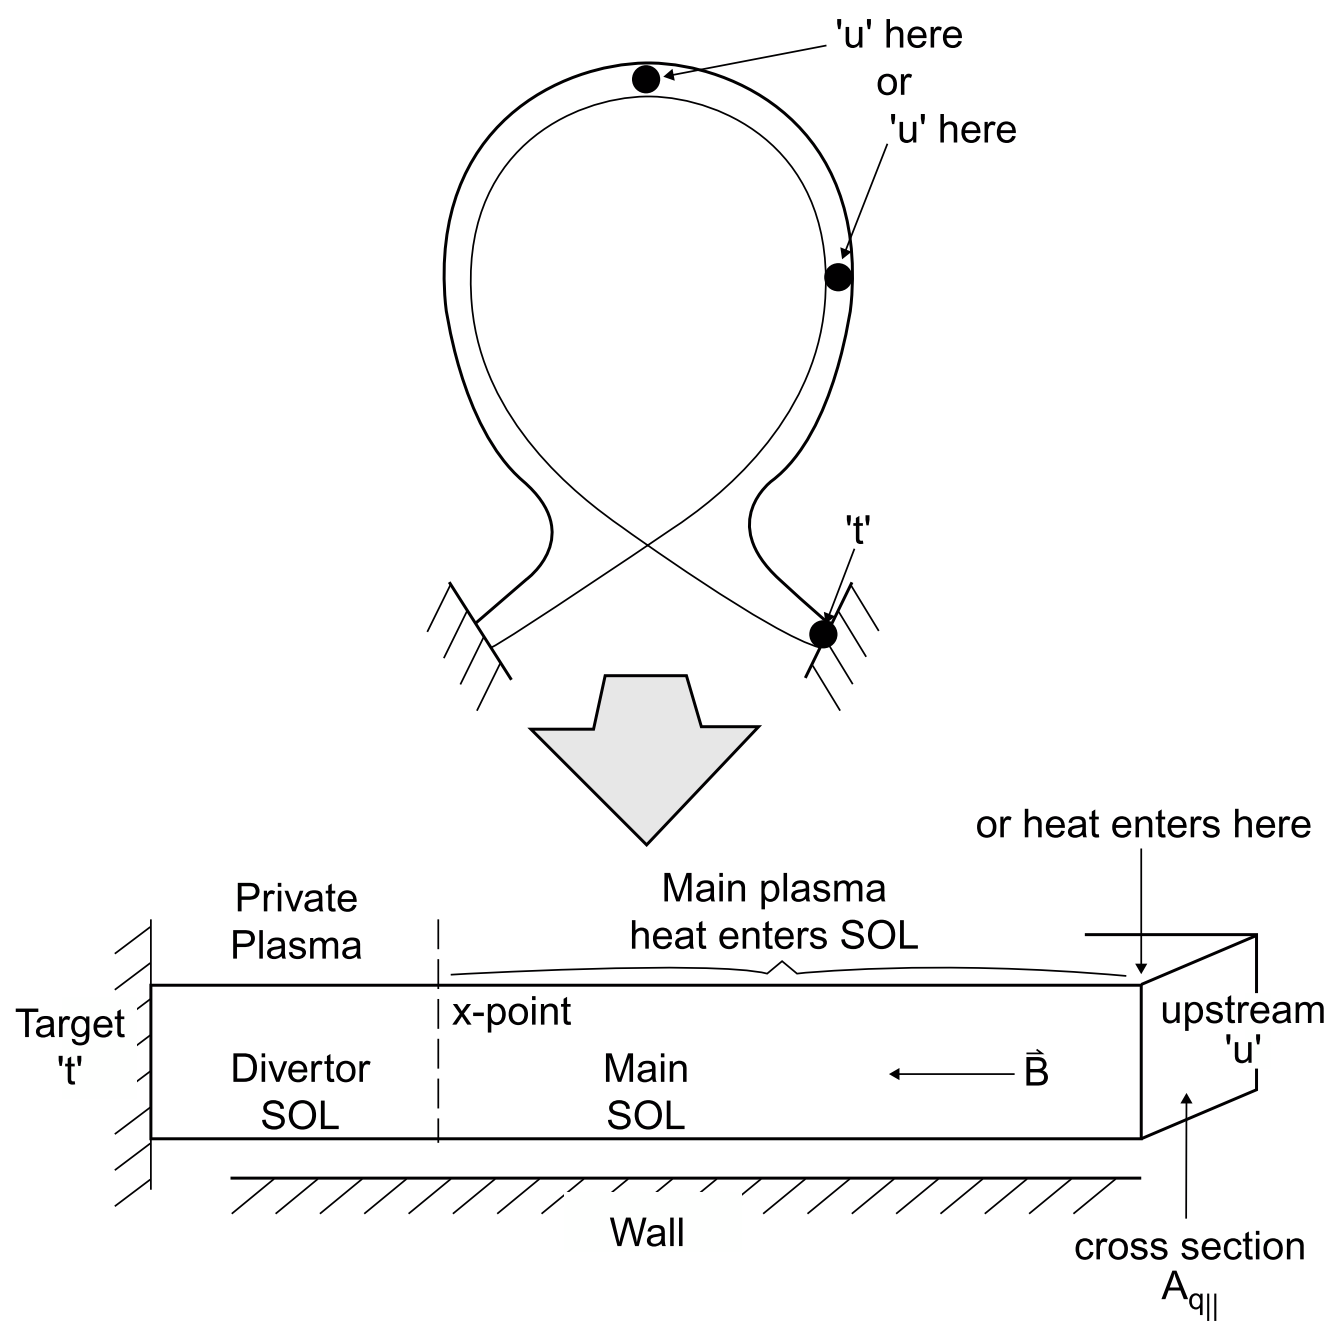 'u' here
or
'u' here
't'
or heat enters here
Private
Plasma
Main plasma
heat enters SOL
Target
't'
x-point
upstream
'u'
Divertor
SOL
Main
SOL
B⃗
Wall
cross section
A_q||